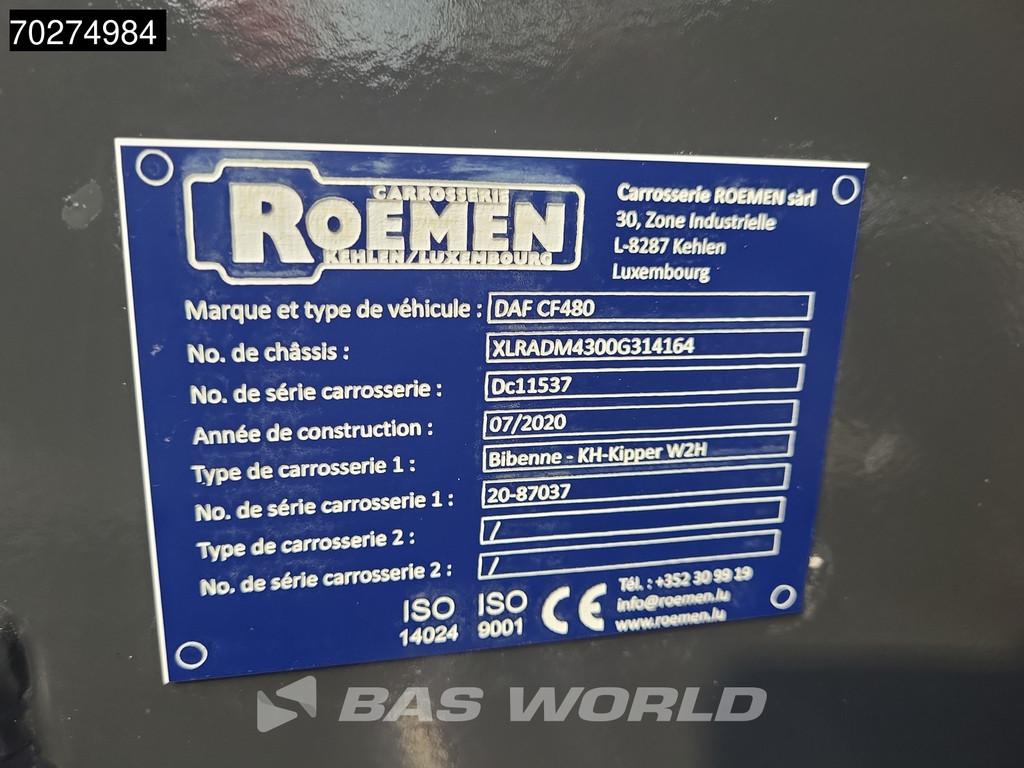 70274984
CARROSSERIE
ROEMEN
KEHLEN/LUXEMBOURG
Carrosserie ROEMEN sàrl
30, Zone Industrielle
L-8287 Kehlen
Luxembourg
Marque et type de véhicule : DAF CF480
No. de châssis : XLRADM4300G314164
No. de série carrosserie : Dc11537
Année de construction : 07/2020
Type de carrosserie 1 : Bibenne - KH-Kipper W2H
No. de série carrosserie 1 : 20-87037
Type de carrosserie 2 : /
No. de série carrosserie 2 : /
ISO 14024
ISO 9001
CE
Tél. : +352 30 99 19
info@roemen.lu
www.roemen.lu
BAS WORLD